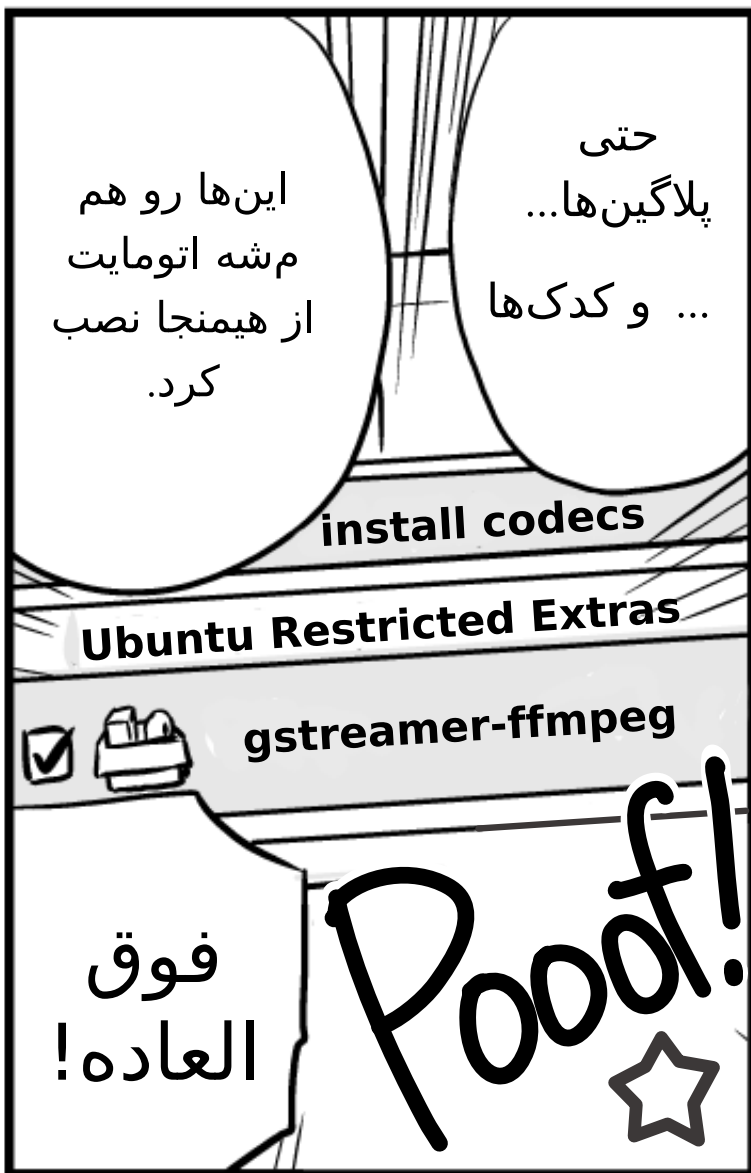 حتی
پلاگین‌ها...
... و کدک‌ها
این‌ها رو هم
م‌شه اتومایت
از هیمنجا نصب
کرد.
install codecs
Ubuntu Restricted Extras
gstreamer-ffmpeg
Pooof!
فوق
العاده!